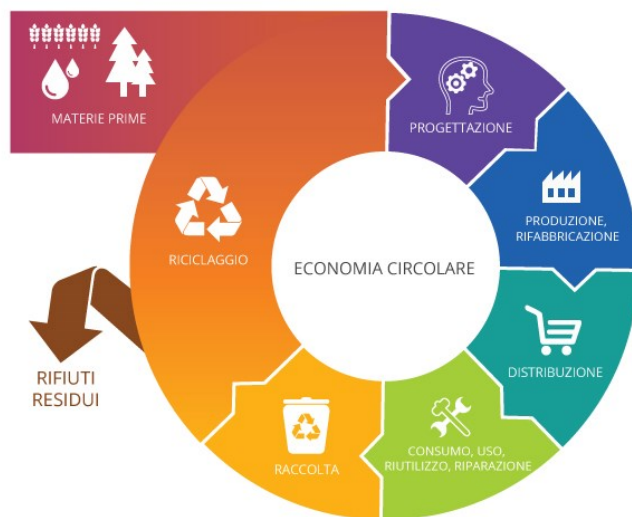 MATERIE PRIME
PROGETTAZIONE
PRODUZIONE,
RIFABBRICAZIONE
RICICLAGGIO
ECONOMIA CIRCOLARE
DISTRIBUZIONE
RIFIUTI
RESIDUI
CONSUMO, USO,
RIUTILIZZO, RIPARAZIONE
RACCOLTA